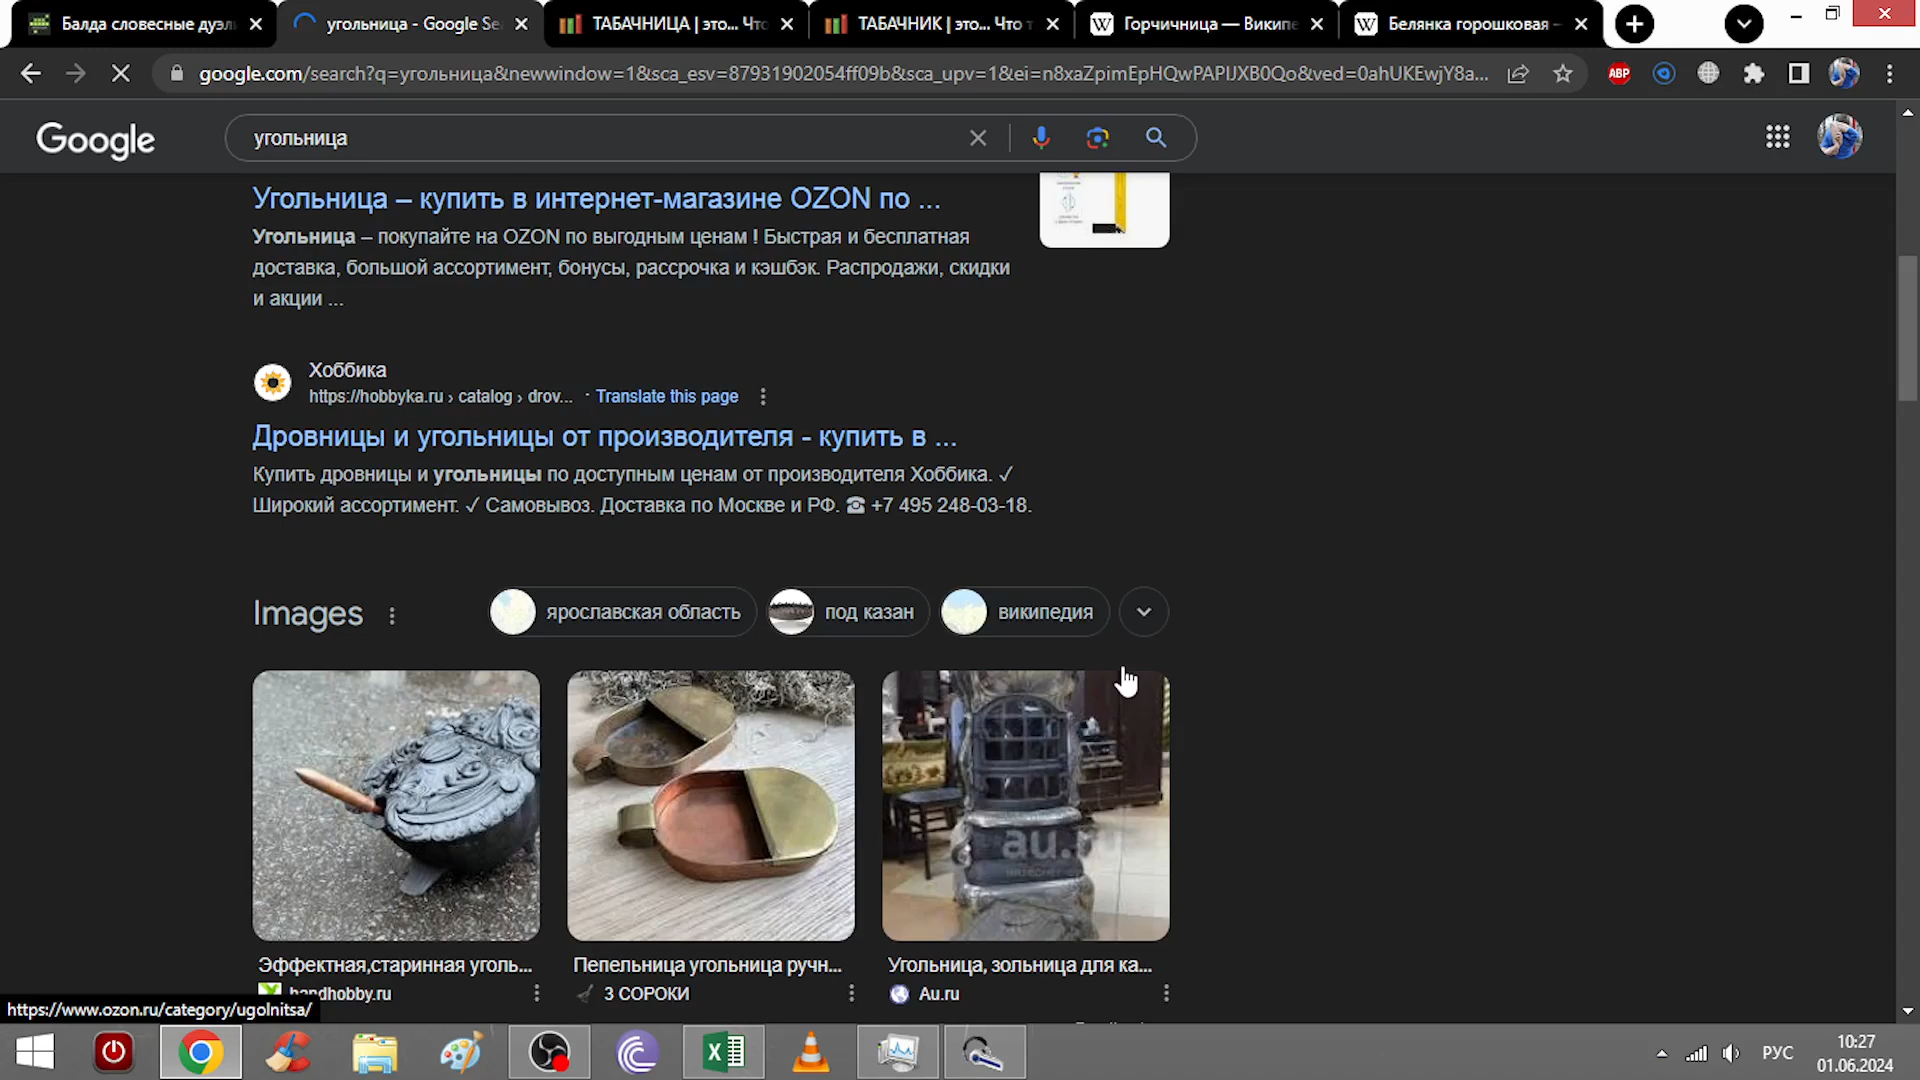 Балда словесные дуэл
угольница - Google Se
ТАБАЧНИЦА | это... Что
ТАБАЧНИК | это... Что т
Горчичница — Википе
Белянка горошковая –
google.com/search?q=угольница&newwindow=1&sca_esv=87931902054ff09b&sca_upv=1&ei=n8xaZpimEpHQwPAPlJXB0Qo&ved=0ahUKEwjY8a...
ABP
Google
угольница
Угольница – купить в интернет-магазине OZON по ...
Угольница – покупайте на OZON по выгодным ценам ! Быстрая и бесплатная
доставка, большой ассортимент, бонусы, рассрочка и кэшбэк. Распродажи, скидки
и акции ...
Хоббика
https://hobbyka.ru › catalog › drov... · Translate this page
Дровницы и угольницы от производителя - купить в ...
Купить дровницы и угольницы по доступным ценам от производителя Хоббика. ✓
Широкий ассортимент. ✓ Самовывоз. Доставка по Москве и РФ. ☎ +7 495 248-03-18.
Images
ярославская область
под казан
википедия
au.ru
Эффектная,старинная уголь...
Пепельница угольница ручн...
Угольница, зольница для ка...
handhobby.ru
3 СОРОКИ
Au.ru
https://www.ozon.ru/category/ugolnitsa/
РУС
10:27
01.06.2024